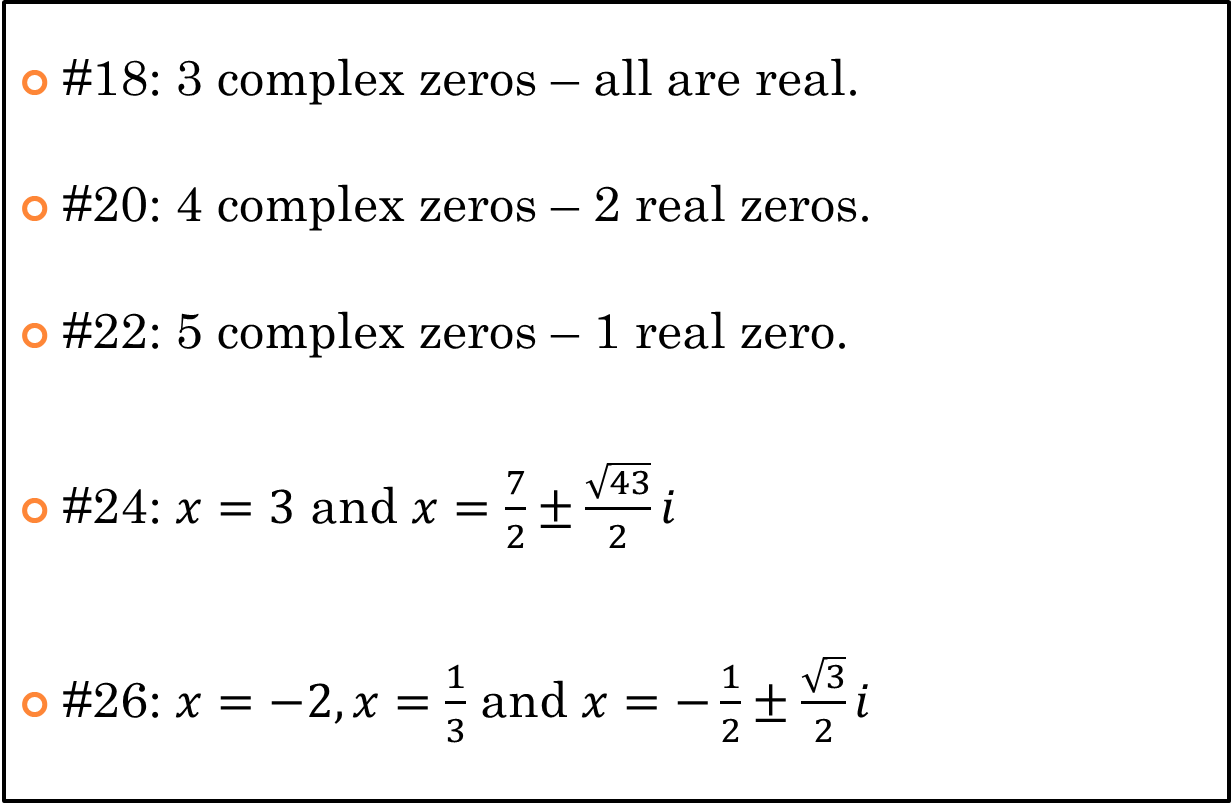 #18: 3 complex zeros – all are real.
#20: 4 complex zeros – 2 real zeros.
#22: 5 complex zeros – 1 real zero.
#24: x = 3 and x = 7/2 ± √43/2 i
#26: x = −2, x = 1/3 and x = −1/2 ± √3/2 i